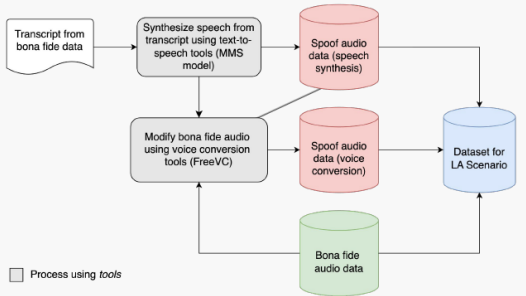 Transcript from
bona fide data
Synthesize speech from
transcript using text-to-
speech tools (MMS
model)
Spoof audio
data (speech
synthesis)
Modify bona fide audio
using voice conversion
tools (FreeVC)
Spoof audio
data (voice
conversion)
Dataset for
LA Scenario
Bona fide
audio data
Process using tools